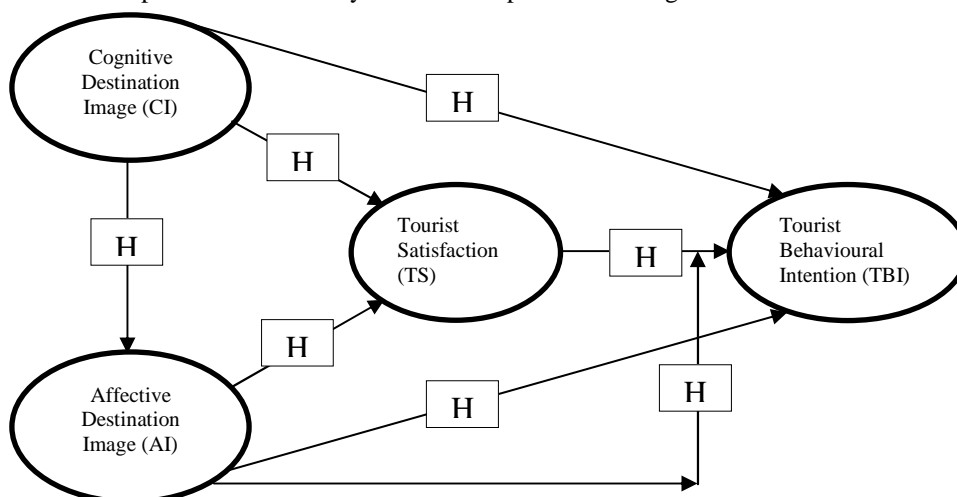 Cognitive
Destination
Image (CI)
H
H
H
Tourist
Satisfaction
(TS)
H
Tourist
Behavioural
Intention (TBI)
H
H
H
Affective
Destination
Image (AI)